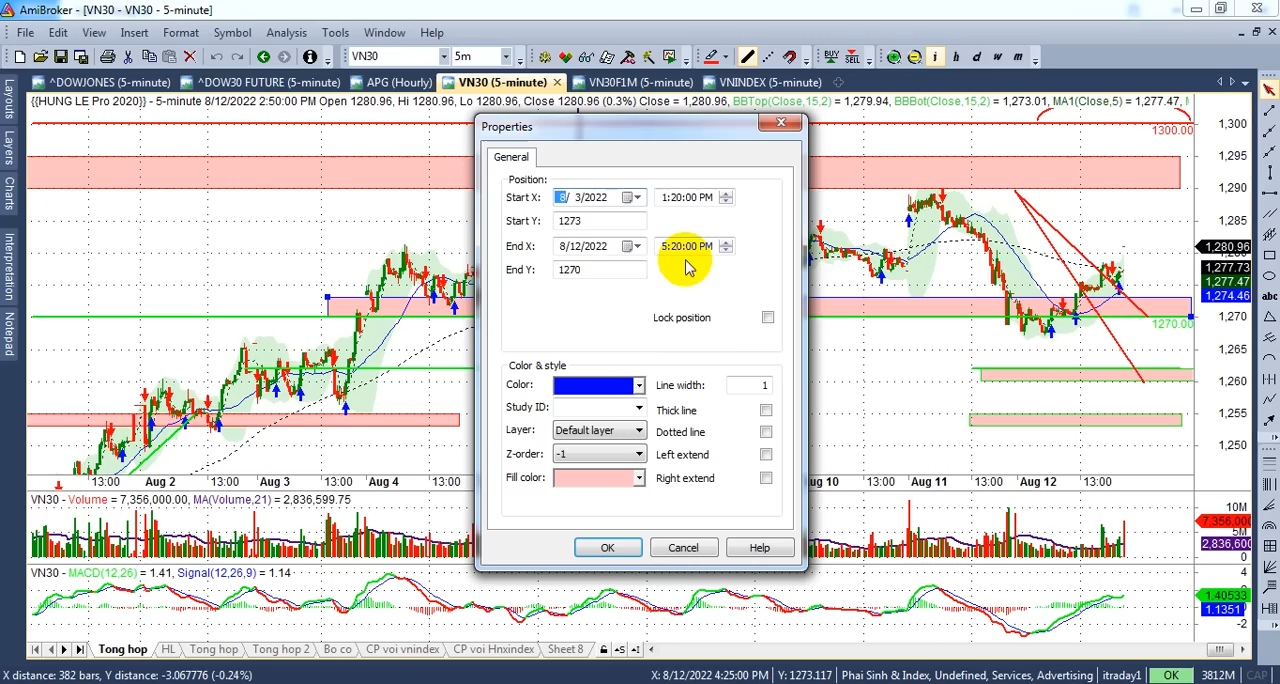 AmiBroker - [VN30 - VN30 - 5-minute]
File Edit View Insert Format Symbol Analysis Tools Window Help
VN30 5m BUY SELL i h d w m
^DOWJONES (5-minute) ^DOW30 FUTURE (5-minute) APG (Hourly) VN30 (5-minute) VN30F1M (5-minute) VNINDEX (5-minute)
{{HUNG LE Pro 2020}} - 5-minute 8/12/2022 2:50:00 PM Open 1280.96, Hi 1280.96, Lo 1280.96, Close 1280.96 (0.3%) Close = 1,280.96, BBTop(Close,15,2) = 1,279.94, BBBot(Close,15,2) = 1,273.01, MA1(Close,5) = 1,277.47,
Layouts
Layers
Charts
Interpretation
Notepad
Properties
General
Position:
Start X: 8/ 3/2022 1:20:00 PM
Start Y: 1273
End X: 8/12/2022 5:20:00 PM
End Y: 1270
Lock position
Color & style
Color: Line width: 1
Study ID: Thick line
Layer: Default layer Dotted line
Z-order: -1 Left extend
Fill color: Right extend
OK Cancel Help
1300.00
1270.00
1,300
1,295
1,290
1,285
1,280.96
1,277.73
1,277.47
1,274.46
1,270
1,265
1,260
1,255
1,250
abc
13:00 Aug 2 13:00 Aug 3 13:00 Aug 4 13:00 Aug 10 13:00 Aug 11 13:00 Aug 12 13:00
VN30 - Volume = 7,356,000.00, MA(Volume,21) = 2,836,599.75
10M
7,356,000
2,836,600
0
VN30 - MACD(12,26) = 1.41, Signal(12,26,9) = 1.14
4
1.40533
1.1351
-2
Tong hop HL Tong hop Tong hop 2 Bo co CP voi vnindex CP voi Hnxindex Sheet 8
X distance: 382 bars, Y distance: -3.067776 (-0.24%) X: 8/12/2022 4:25:00 PM Y: 1273.117 Phai Sinh & Index, Undefined, Services, Advertising itraday1 OK 3812M CAP